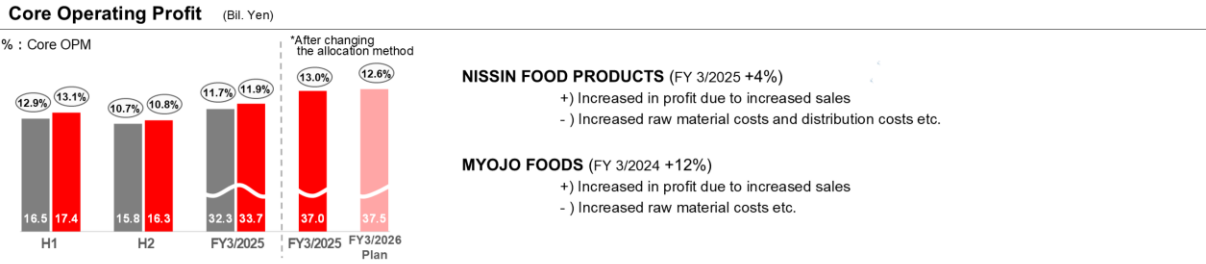 Core Operating Profit (Bil. Yen)
% : Core OPM
*After changing
the allocation method
12.9% 13.1% 10.7% 10.8% 11.7% 11.9% 13.0% 12.6%
16.5 17.4 15.8 16.3 32.3 33.7 37.0 37.5
H1 H2 FY3/2025 FY3/2025 FY3/2026
Plan
NISSIN FOOD PRODUCTS (FY 3/2025 +4%)
+) Increased in profit due to increased sales
- ) Increased raw material costs and distribution costs etc.
MYOJO FOODS (FY 3/2024 +12%)
+) Increased in profit due to increased sales
- ) Increased raw material costs etc.